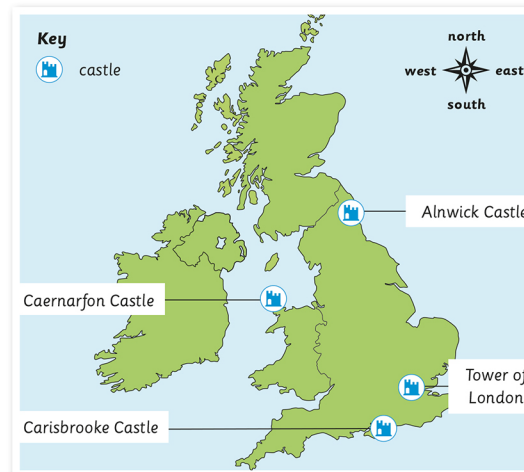 Key
castle
north
west east
south
Alnwick Castle
Caernarfon Castle
Tower of
London
Carisbrooke Castle